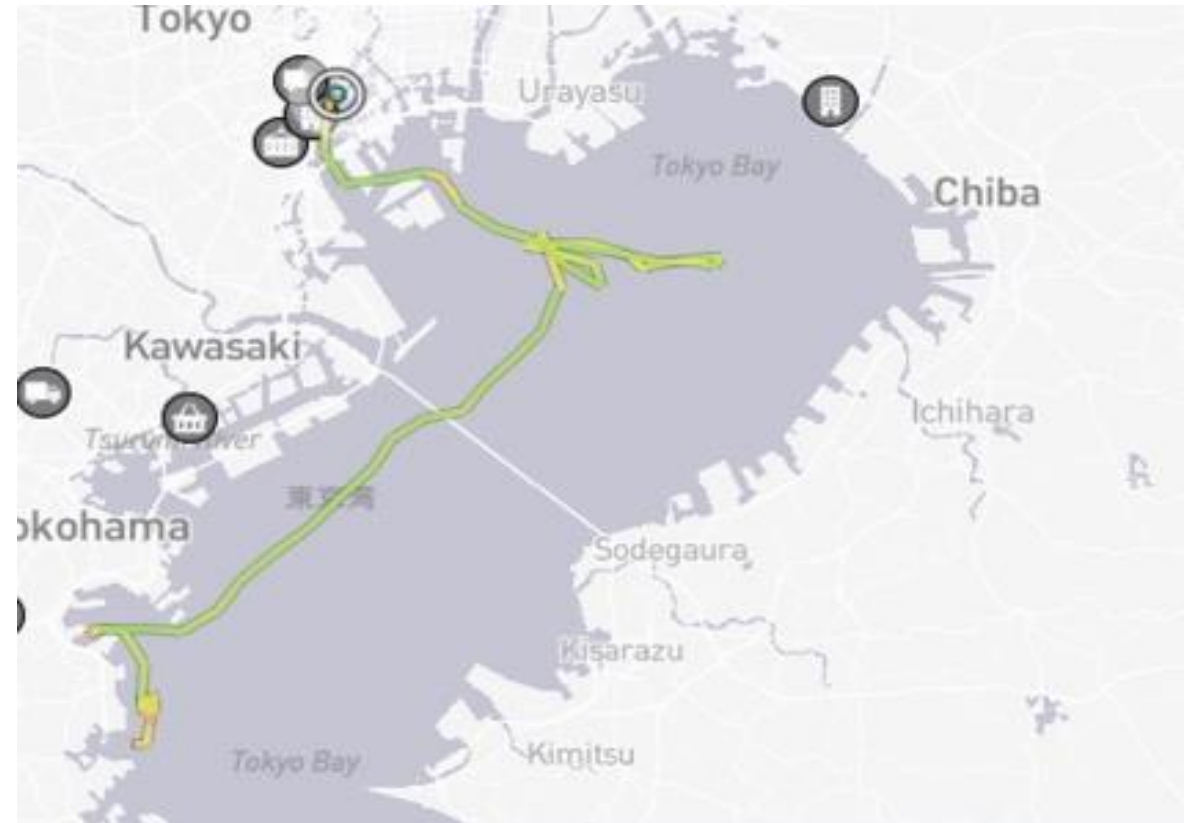 Tokyo
Urayasu
Tokyo Bay
Chiba
Kawasaki
Ichihara
Tsurumi River
東京湾
okohama
Sodegaura
Kisarazu
Kimitsu
Tokyo Bay